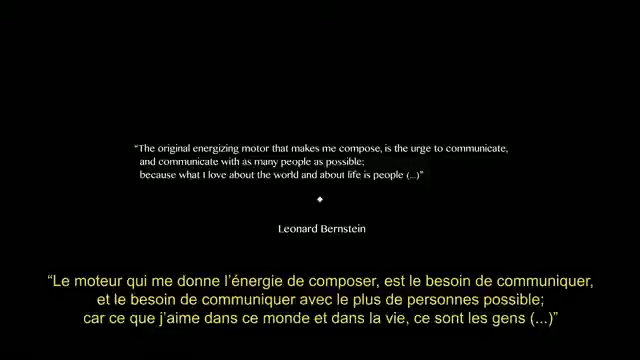 “The original energizing motor that makes me compose, is the urge to communicate,
and communicate with as many people as possible;
because what I love about the world and about life is people (...)”
Leonard Bernstein
“Le moteur qui me donne l’énergie de composer, est le besoin de communiquer,
et le besoin de communiquer avec le plus de personnes possible;
car ce que j’aime dans ce monde et dans la vie, ce sont les gens (...)”